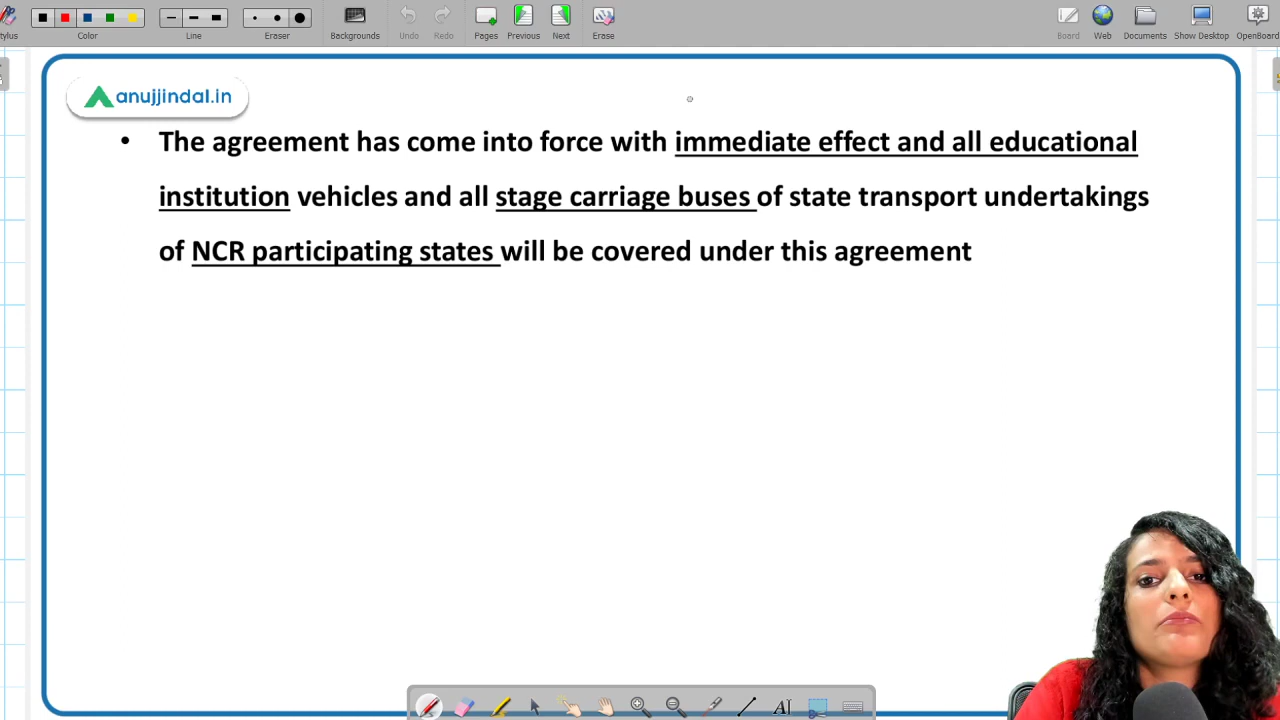 tylus
Color
Line
Eraser
Backgrounds
Undo
Redo
Pages
Previous
Next
Erase
Board
Web
Documents
Show Desktop
OpenBoard
anujjindal.in
• The agreement has come into force with immediate effect and all educational
institution vehicles and all stage carriage buses of state transport undertakings
of NCR participating states will be covered under this agreement
AI